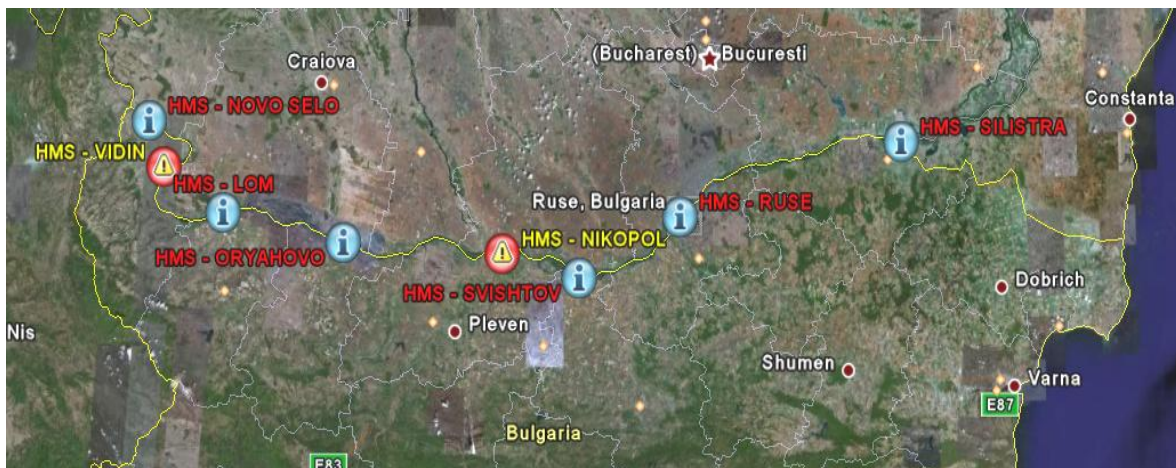 (Bucharest) Bucuresti
Craiova
Constanta
HMS - NOVO SELO
HMS - SILISTRA
HMS - VIDIN
HMS - LOM
Ruse, Bulgaria
HMS - RUSE
HMS - NIKOPOL
HMS - ORYAHOVO
HMS - SVISHTOV
Dobrich
Pleven
Nis
Shumen
Varna
E87
Bulgaria
E83